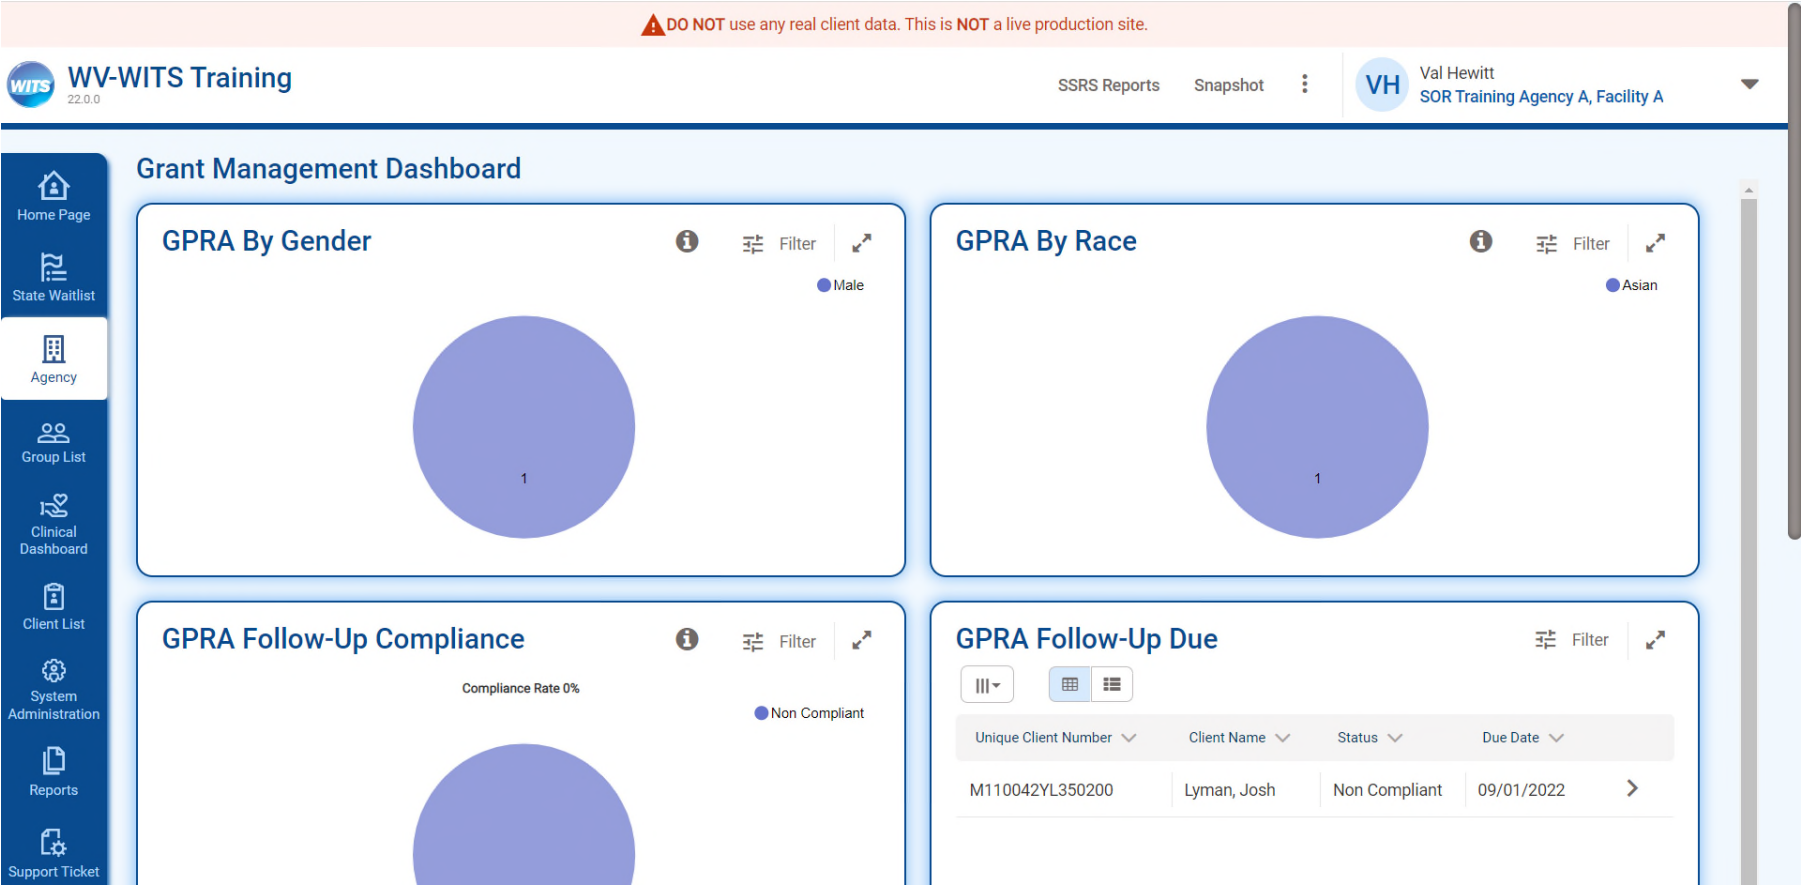 DO NOT use any real client data. This is NOT a live production site.
WITS
WV-WITS Training
22.0.0
SSRS Reports
Snapshot
VH
Val Hewitt
SOR Training Agency A, Facility A
Home Page
State Waitlist
Agency
Group List
Clinical
Dashboard
Client List
System
Administration
Reports
Support Ticket
Grant Management Dashboard
GPRA By Gender
Filter
Male
1
GPRA By Race
Filter
Asian
1
GPRA Follow-Up Compliance
Filter
Compliance Rate 0%
Non Compliant
GPRA Follow-Up Due
Filter
Unique Client Number Client Name Status Due Date
M110042YL350200 Lyman, Josh Non Compliant 09/01/2022